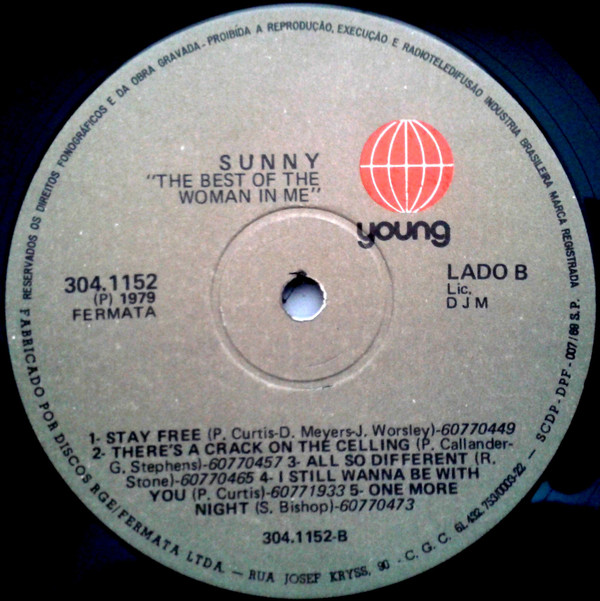 RESERVADOS OS DIREITOS FONOGRÁFICOS E DA OBRA GRAVADA - PROIBIDA A REPRODUÇÃO, EXECUÇÃO E RADIOTELEDIFUSÃO INDUSTRIA BRASILEIRA MARCA REGISTRADA
SUNNY
"THE BEST OF THE
WOMAN IN ME"
young
304.1152
(P) 1979
FERMATA
LADO B
Lic.
DJM
1- STAY FREE (P. Curtis-D. Meyers-J. Worsley)-60770449
2- THERE'S A CRACK ON THE CELLING (P. Callander-
G. Stephens)-60770457 3- ALL SO DIFFERENT (R.
Stone)-60770465 4- I STILL WANNA BE WITH
YOU (P. Curtis)-60771933 5- ONE MORE
NIGHT (S. Bishop)-60770473
304.1152-B
FABRICADO POR DISCOS RGE/FERMATA LTDA. — RUA JOSEF KRYSS, 90 - C. G. C. 61.432.753/0003-22 — SCDP - DPF - 007/69 S.P.